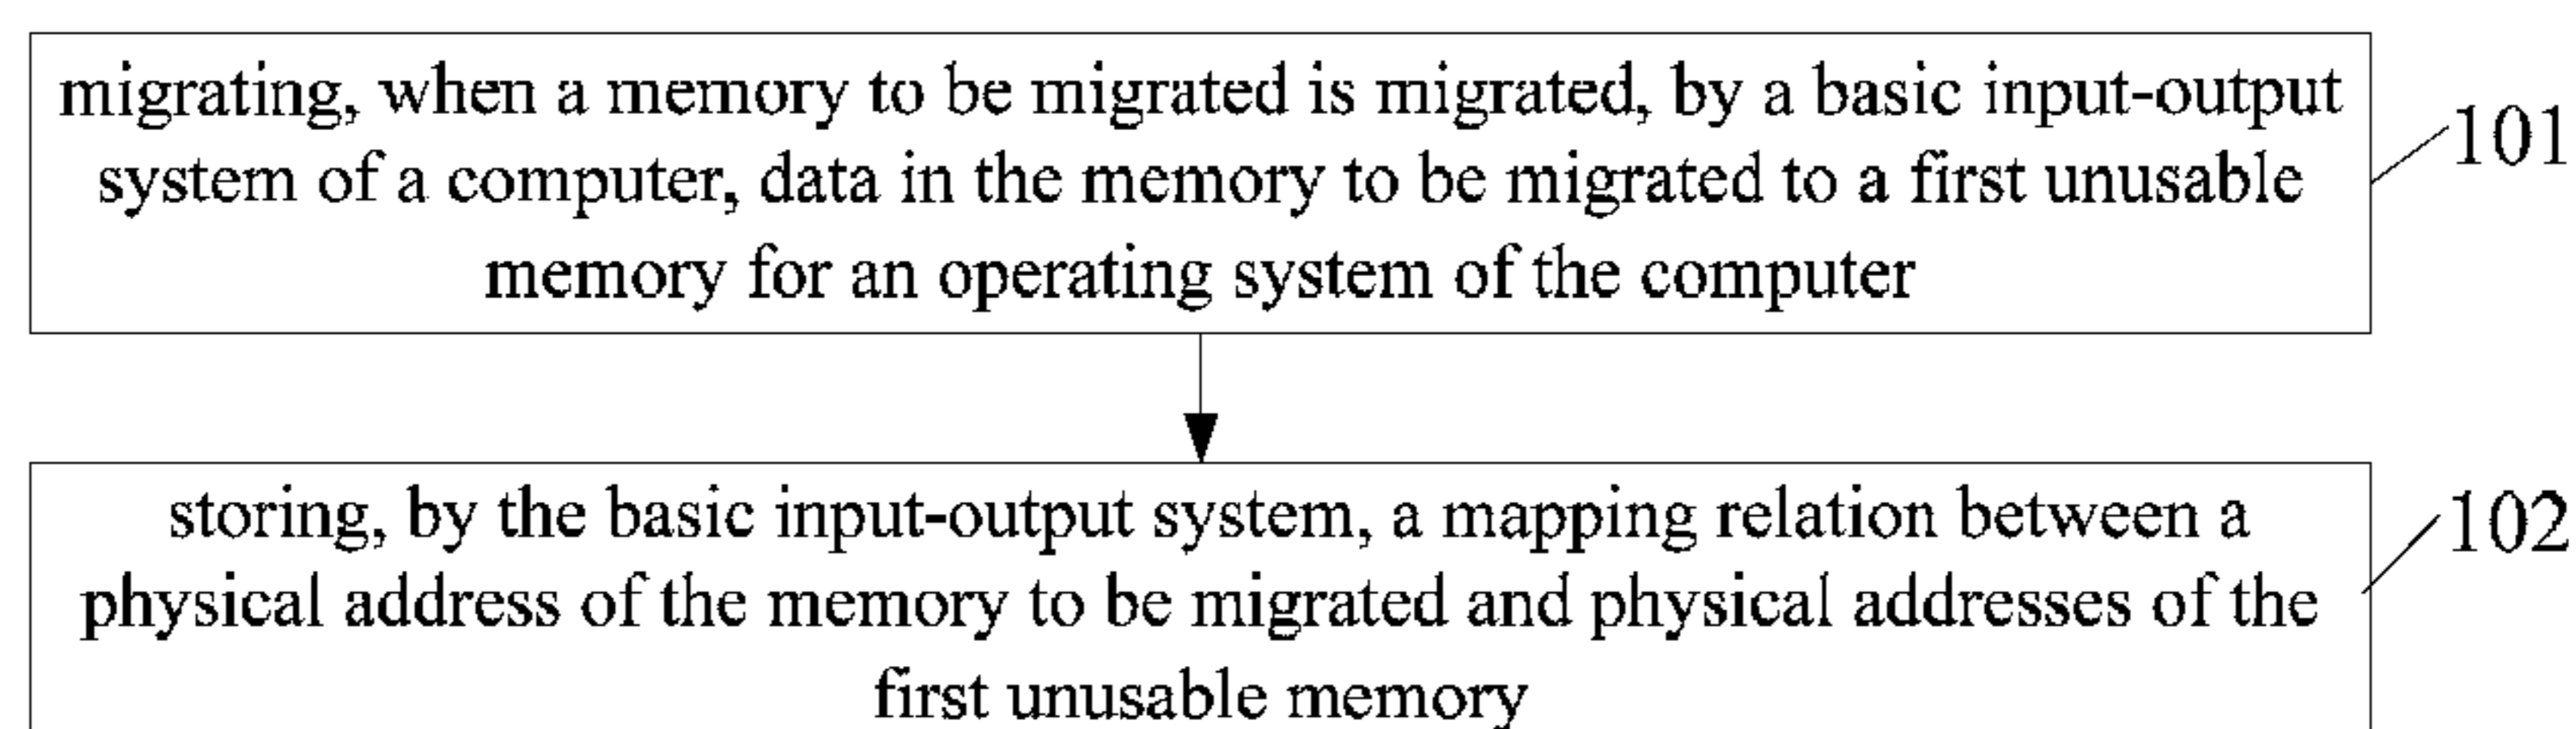 migrating, when a memory to be migrated is migrated, by a basic input-output
system of a computer, data in the memory to be migrated to a first unusable
memory for an operating system of the computer
101
storing, by the basic input-output system, a mapping relation between a
physical address of the memory to be migrated and physical addresses of the
first unusable memory
102